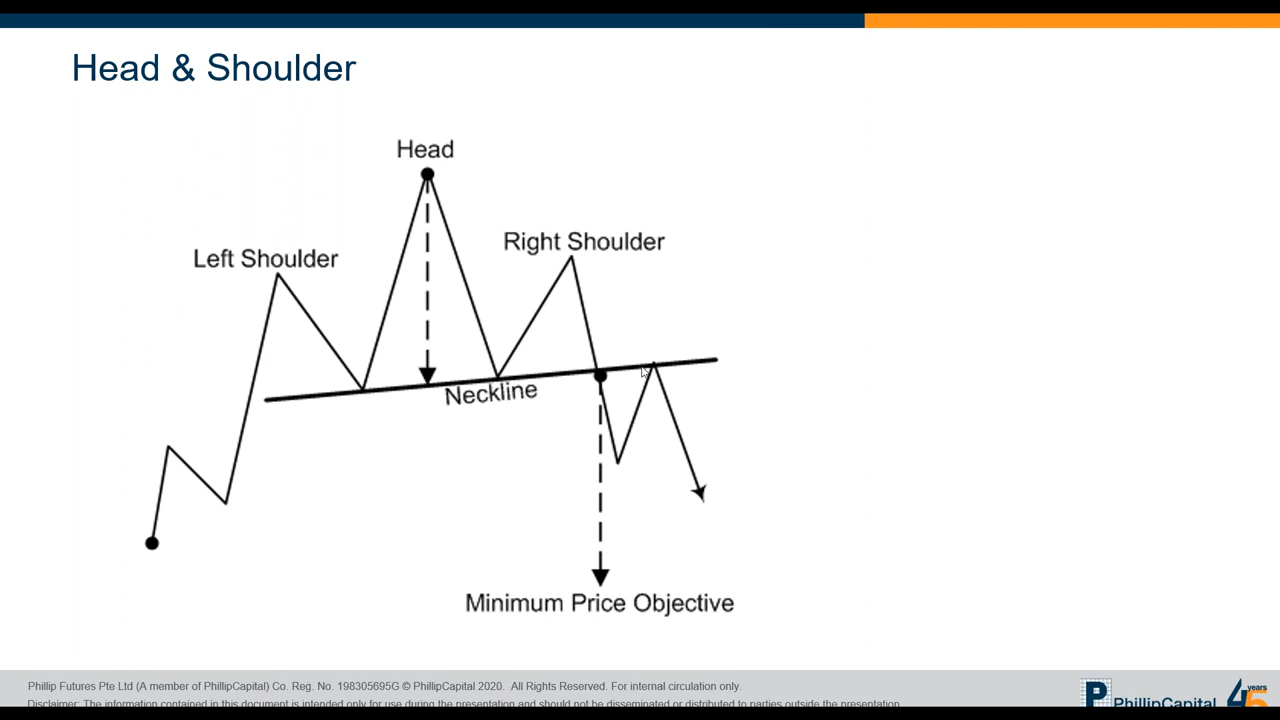 Head & Shoulder
Head
Left Shoulder
Right Shoulder
Neckline
Minimum Price Objective
Phillip Futures Pte Ltd (A member of PhillipCapital) Co. Reg. No. 198305695G © PhillipCapital 2020. All Rights Reserved. For internal circulation only.
Disclaimer: The information contained in this document is intended only for use during the presentation and should not be disseminated or distributed to parties outside the presentation.
P PhillipCapital 45 years